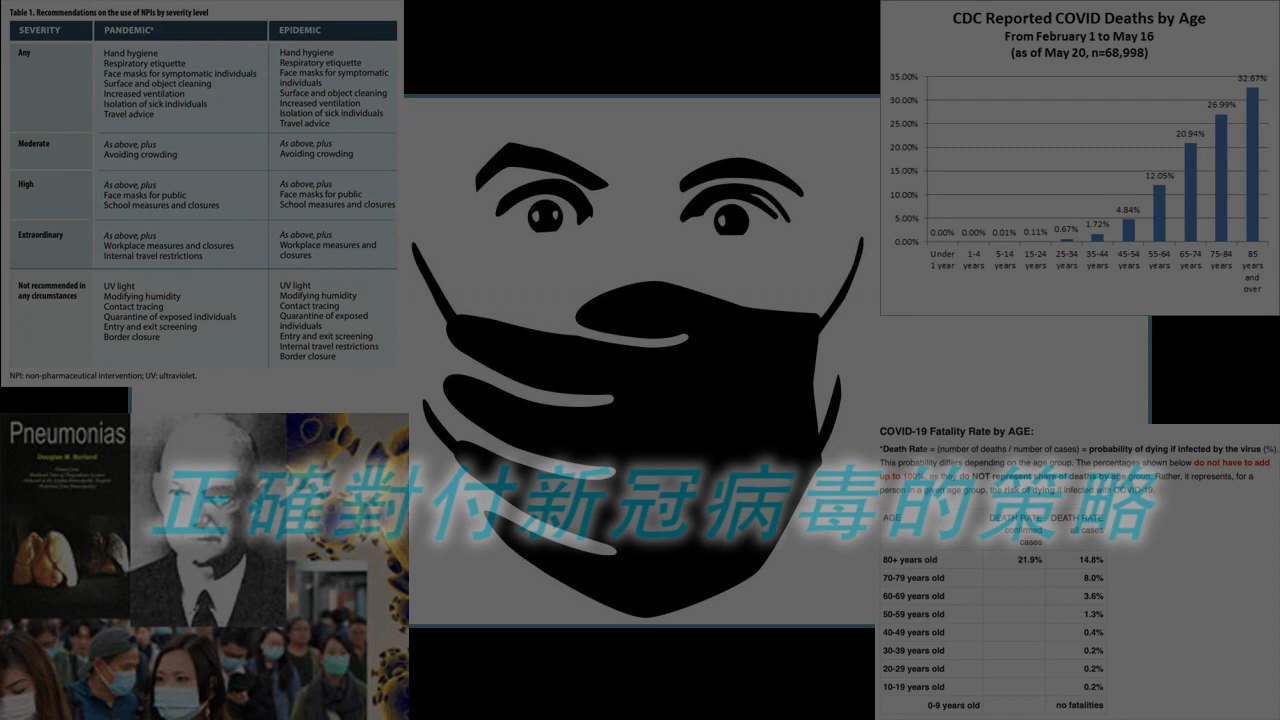 Table 1. Recommendations on the use of NPIs by severity level
SEVERITY PANDEMIC* EPIDEMIC
Any
Hand hygiene
Respiratory etiquette
Face masks for symptomatic individuals
Surface and object cleaning
Increased ventilation
Isolation of sick individuals
Travel advice
Hand hygiene
Respiratory etiquette
Face masks for symptomatic
individuals
Surface and object cleaning
Increased ventilation
Isolation of sick individuals
Travel advice
Moderate
As above, plus
Avoiding crowding
As above, plus
Avoiding crowding
High
As above, plus
Face masks for public
School measures and closures
As above, plus
Face masks for public
School measures and closures
Extraordinary
As above, plus
Workplace measures and closures
Internal travel restrictions
As above, plus
Workplace measures and
closures
Not recommended in
any circumstances
UV light
Modifying humidity
Contact tracing
Quarantine of exposed individuals
Entry and exit screening
Border closure
UV light
Modifying humidity
Contact tracing
Quarantine of exposed
individuals
Entry and exit screening
Internal travel restrictions
Border closure
NPI: non-pharmaceutical intervention; UV: ultraviolet.
CDC Reported COVID Deaths by Age
From February 1 to May 16
(as of May 20, n=68,998)
35.00%
30.00%
25.00%
20.00%
15.00%
10.00%
5.00%
0.00%
0.00% 0.00% 0.01% 0.11% 0.67% 1.72% 4.84% 12.05% 20.94% 26.99% 32.67%
Under 1 year
1-4 years
5-14 years
15-24 years
25-34 years
35-44 years
45-54 years
55-64 years
65-74 years
75-84 years
85 years and over
Pneumonias
正確對付新冠病毒的策略
COVID-19 Fatality Rate by AGE:
*Death Rate = (number of deaths / number of cases) = probability of dying if infected by the virus (%).
This probability differs depending on the age group. The percentages shown below do not have to add
up to 100%, as they do NOT represent share of deaths by age group. Rather, it represents, for a
person in a given age group, the risk of dying if infected with COVID-19.
AGE DEATH RATE DEATH RATE
confirmed all cases
cases
80+ years old 21.9% 14.8%
70-79 years old 8.0%
60-69 years old 3.6%
50-59 years old 1.3%
40-49 years old 0.4%
30-39 years old 0.2%
20-29 years old 0.2%
10-19 years old 0.2%
0-9 years old no fatalities